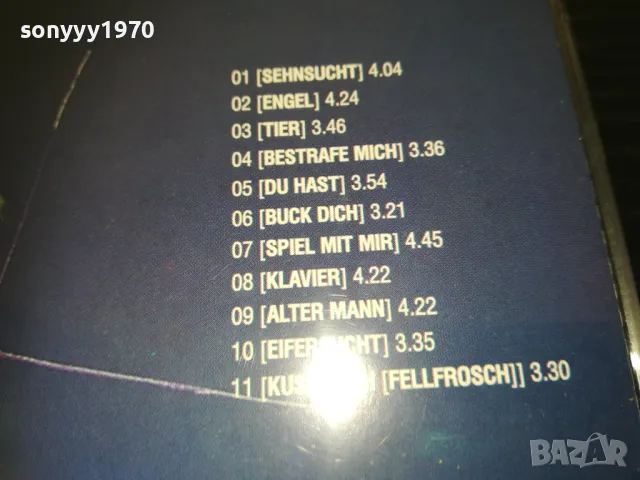 sonyyy1970
01 [SEHNSUCHT] 4.04
02 [ENGEL] 4.24
03 [TIER] 3.46
04 [BESTRAFE MICH] 3.36
05 [DU HAST] 3.54
06 [BUCK DICH] 3.21
07 [SPIEL MIT MIR] 4.45
08 [KLAVIER] 4.22
09 [ALTER MANN] 4.22
10 [EIFERSUCHT] 3.35
11 [FELLFROSCH]] 3.30
BAZAR